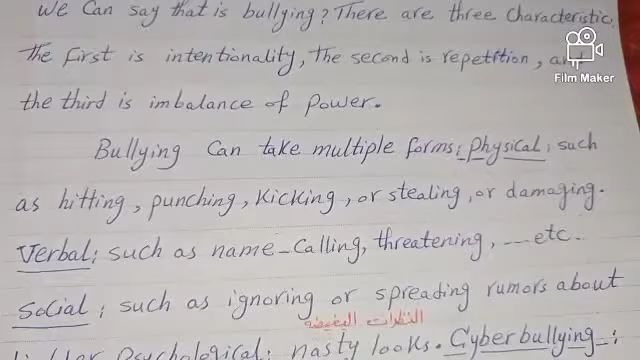 we Can say that is bullying? There are three characteristic.
The first is intentionality, The second is repetition, and
the third is imbalance of power.
Film Maker
Bullying Can take multiple forms; Physical; such
as hitting, punching, Kicking, or stealing, or damaging.
Verbal; such as name-Calling, threatening, ... etc.
Social; such as ignoring or spreading rumors about
النظرات البغيضة
Psychological; nasty looks. Cyberbullying